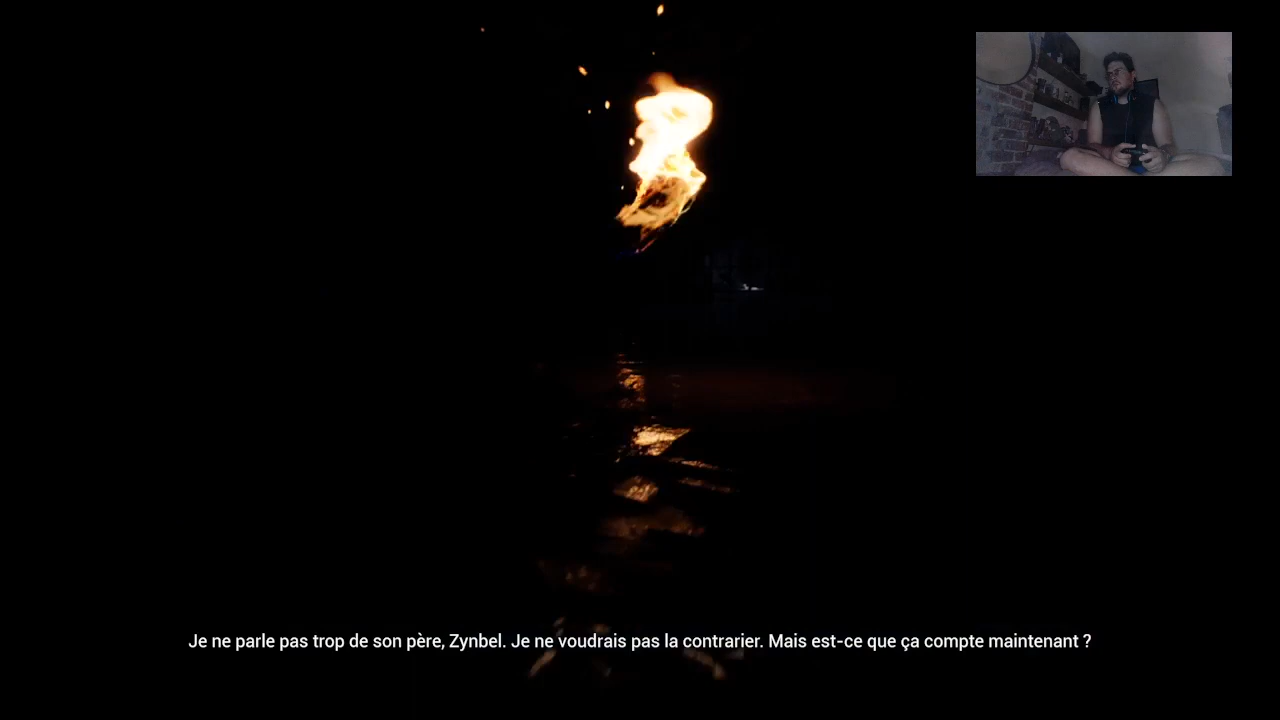 Je ne parle pas trop de son père, Zynbel. Je ne voudrais pas la contrarier. Mais est-ce que ça compte maintenant ?